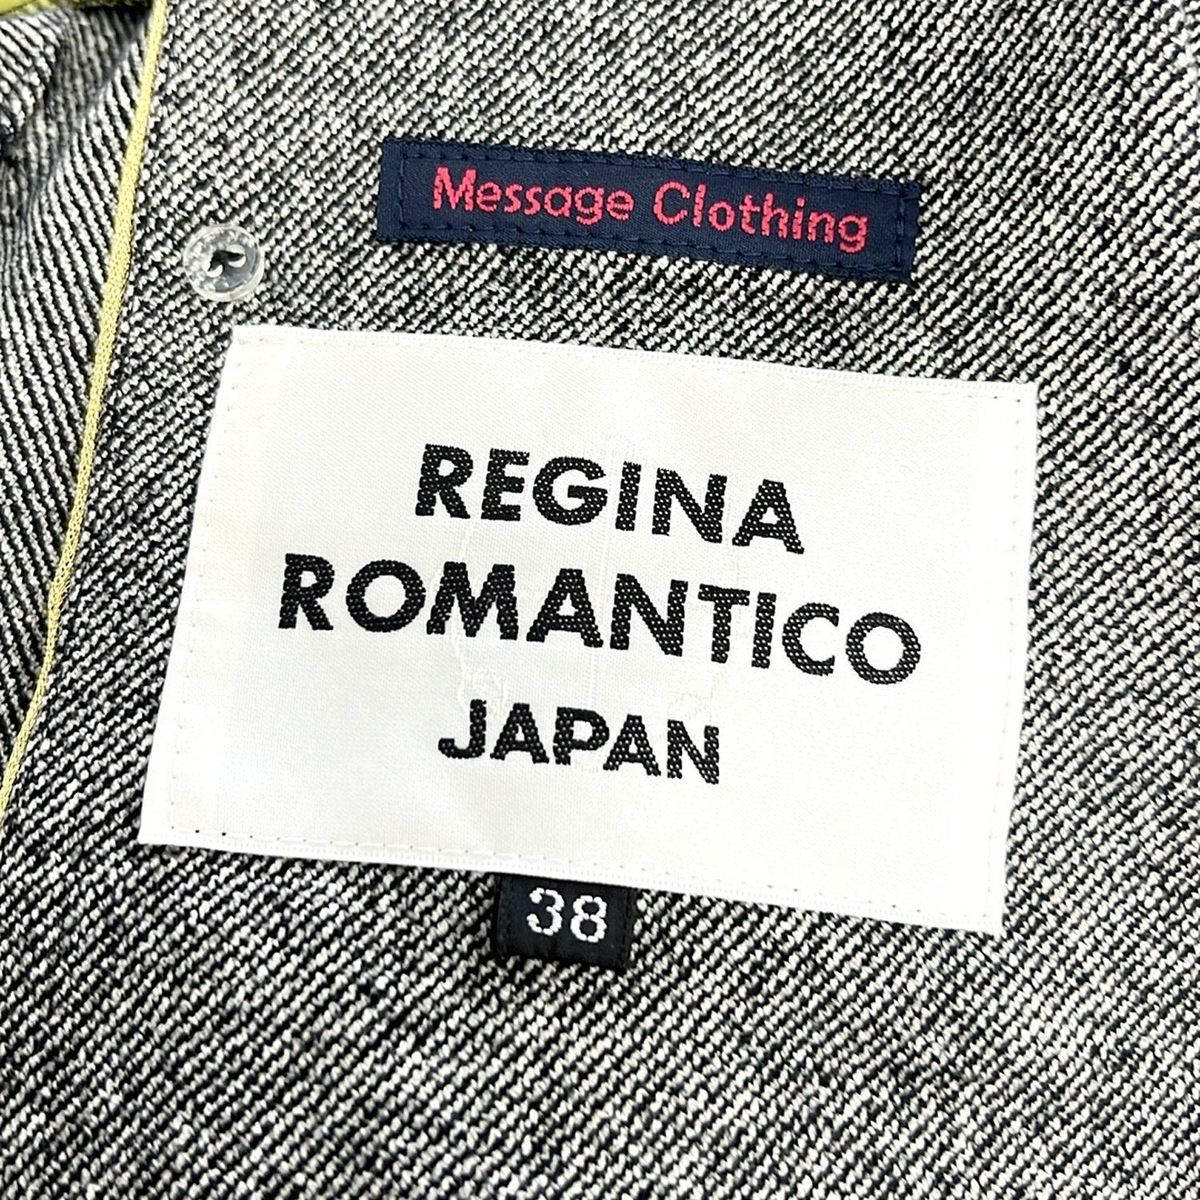 Message Clothing
REGINA
ROMANTICO
JAPAN
38